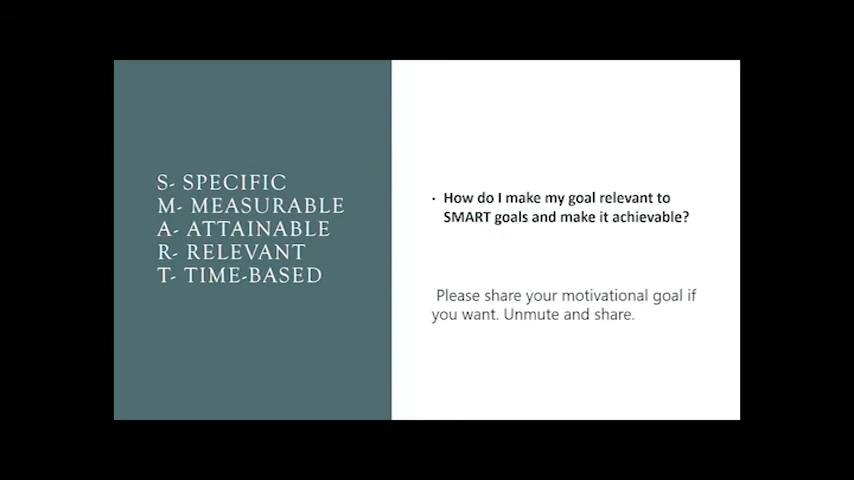 S- SPECIFIC
M- MEASURABLE
A- ATTAINABLE
R- RELEVANT
T- TIME-BASED
· How do I make my goal relevant to
SMART goals and make it achievable?
Please share your motivational goal if
you want. Unmute and share.